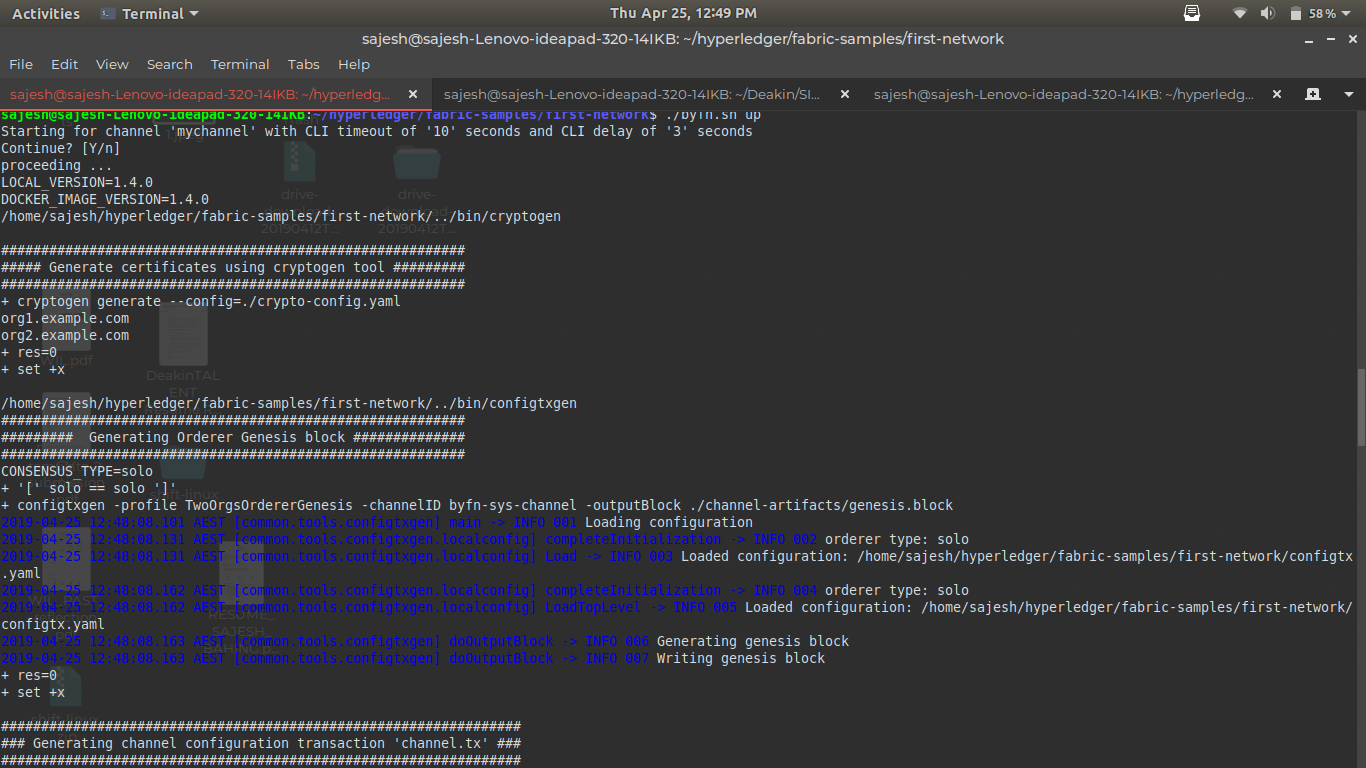 Activities Terminal Thu Apr 25, 12:49 PM 58%
sajesh@sajesh-Lenovo-ideapad-320-14IKB: ~/hyperledger/fabric-samples/first-network
File Edit View Search Terminal Tabs Help
sajesh@sajesh-Lenovo-ideapad-320-14IKB: ~/hyperledg... sajesh@sajesh-Lenovo-ideapad-320-14IKB: ~/Deakin/SI... sajesh@sajesh-Lenovo-ideapad-320-14IKB: ~/hyperledg...
sajesh@sajesh-Lenovo-ideapad-320-14IKB:~/hyperledger/fabric-samples/first-network$ ./byfn.sh up
Starting for channel 'mychannel' with CLI timeout of '10' seconds and CLI delay of '3' seconds
Continue? [Y/n]
proceeding ...
LOCAL_VERSION=1.4.0
DOCKER_IMAGE_VERSION=1.4.0
/home/sajesh/hyperledger/fabric-samples/first-network/../bin/cryptogen
##########################################################
##### Generate certificates using cryptogen tool #########
##########################################################
+ cryptogen generate --config=./crypto-config.yaml
org1.example.com
org2.example.com
+ res=0
+ set +x
/home/sajesh/hyperledger/fabric-samples/first-network/../bin/configtxgen
##########################################################
#########  Generating Orderer Genesis block ##############
##########################################################
CONSENSUS_TYPE=solo
+ '[' solo == solo ']'
+ configtxgen -profile TwoOrgsOrdererGenesis -channelID byfn-sys-channel -outputBlock ./channel-artifacts/genesis.block
2019-04-25 12:48:08.101 AEST [common.tools.configtxgen] main -> INFO 001 Loading configuration
2019-04-25 12:48:08.131 AEST [common.tools.configtxgen.localconfig] completeInitialization -> INFO 002 orderer type: solo
2019-04-25 12:48:08.131 AEST [common.tools.configtxgen.localconfig] Load -> INFO 003 Loaded configuration: /home/sajesh/hyperledger/fabric-samples/first-network/configtx
.yaml
2019-04-25 12:48:08.162 AEST [common.tools.configtxgen.localconfig] completeInitialization -> INFO 004 orderer type: solo
2019-04-25 12:48:08.162 AEST [common.tools.configtxgen.localconfig] LoadTopLevel -> INFO 005 Loaded configuration: /home/sajesh/hyperledger/fabric-samples/first-network/
configtx.yaml
2019-04-25 12:48:08.163 AEST [common.tools.configtxgen] doOutputBlock -> INFO 006 Generating genesis block
2019-04-25 12:48:08.163 AEST [common.tools.configtxgen] doOutputBlock -> INFO 007 Writing genesis block
+ res=0
+ set +x
#################################################################
### Generating channel configuration transaction 'channel.tx' ###
#################################################################